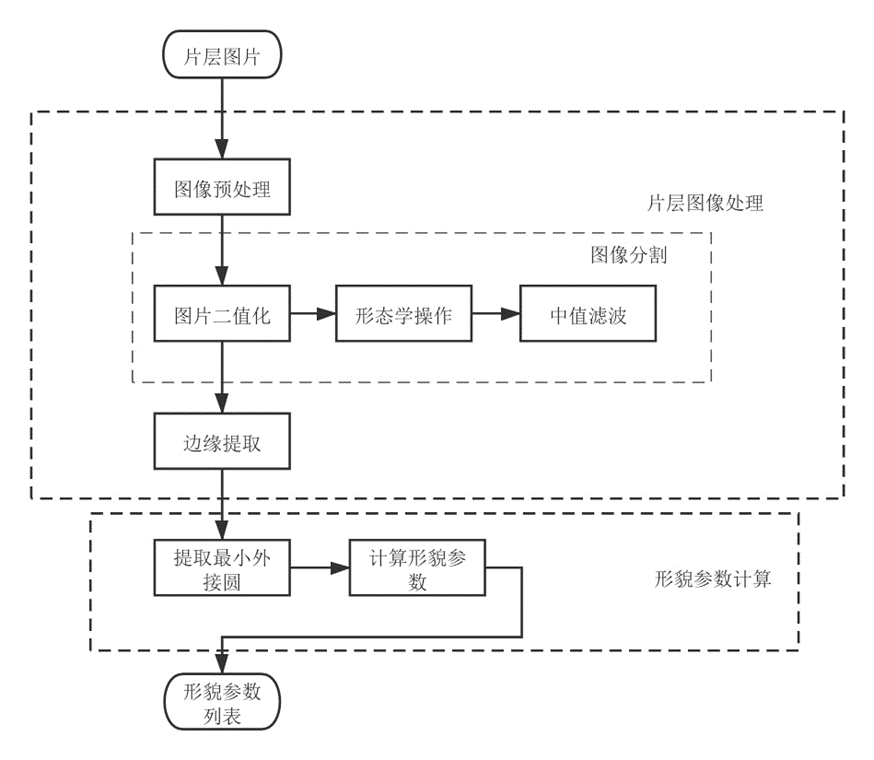 片层图片
图像预处理
片层图像处理
图像分割
图片二值化
形态学操作
中值滤波
边缘提取
提取最小外
接圆
计算形貌参
数
形貌参数计算
形貌参数
列表